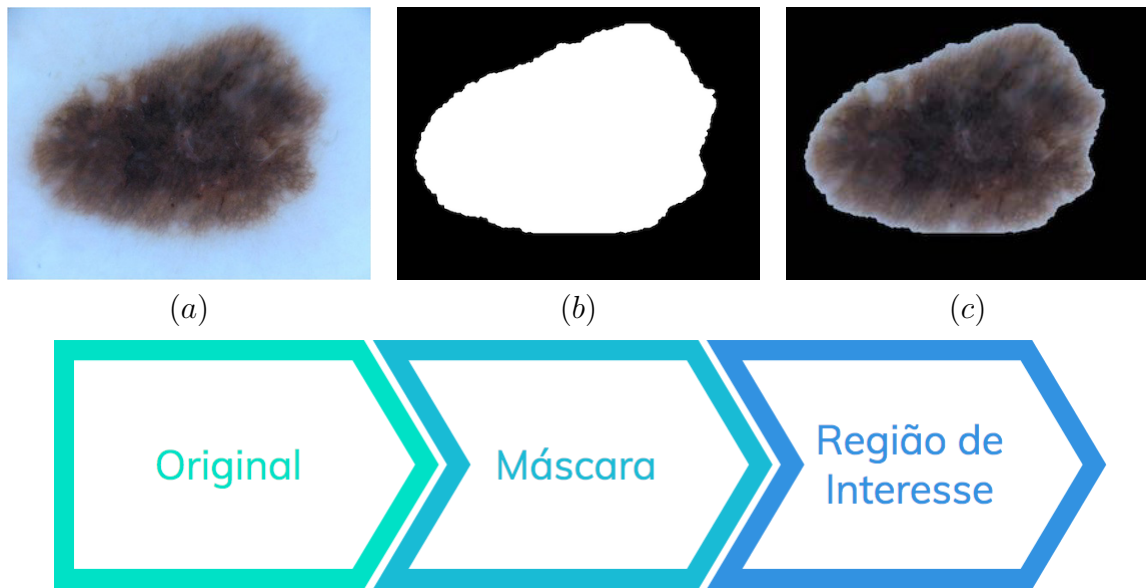 (a) (b) (c)
Original
Máscara
Região de
Interesse